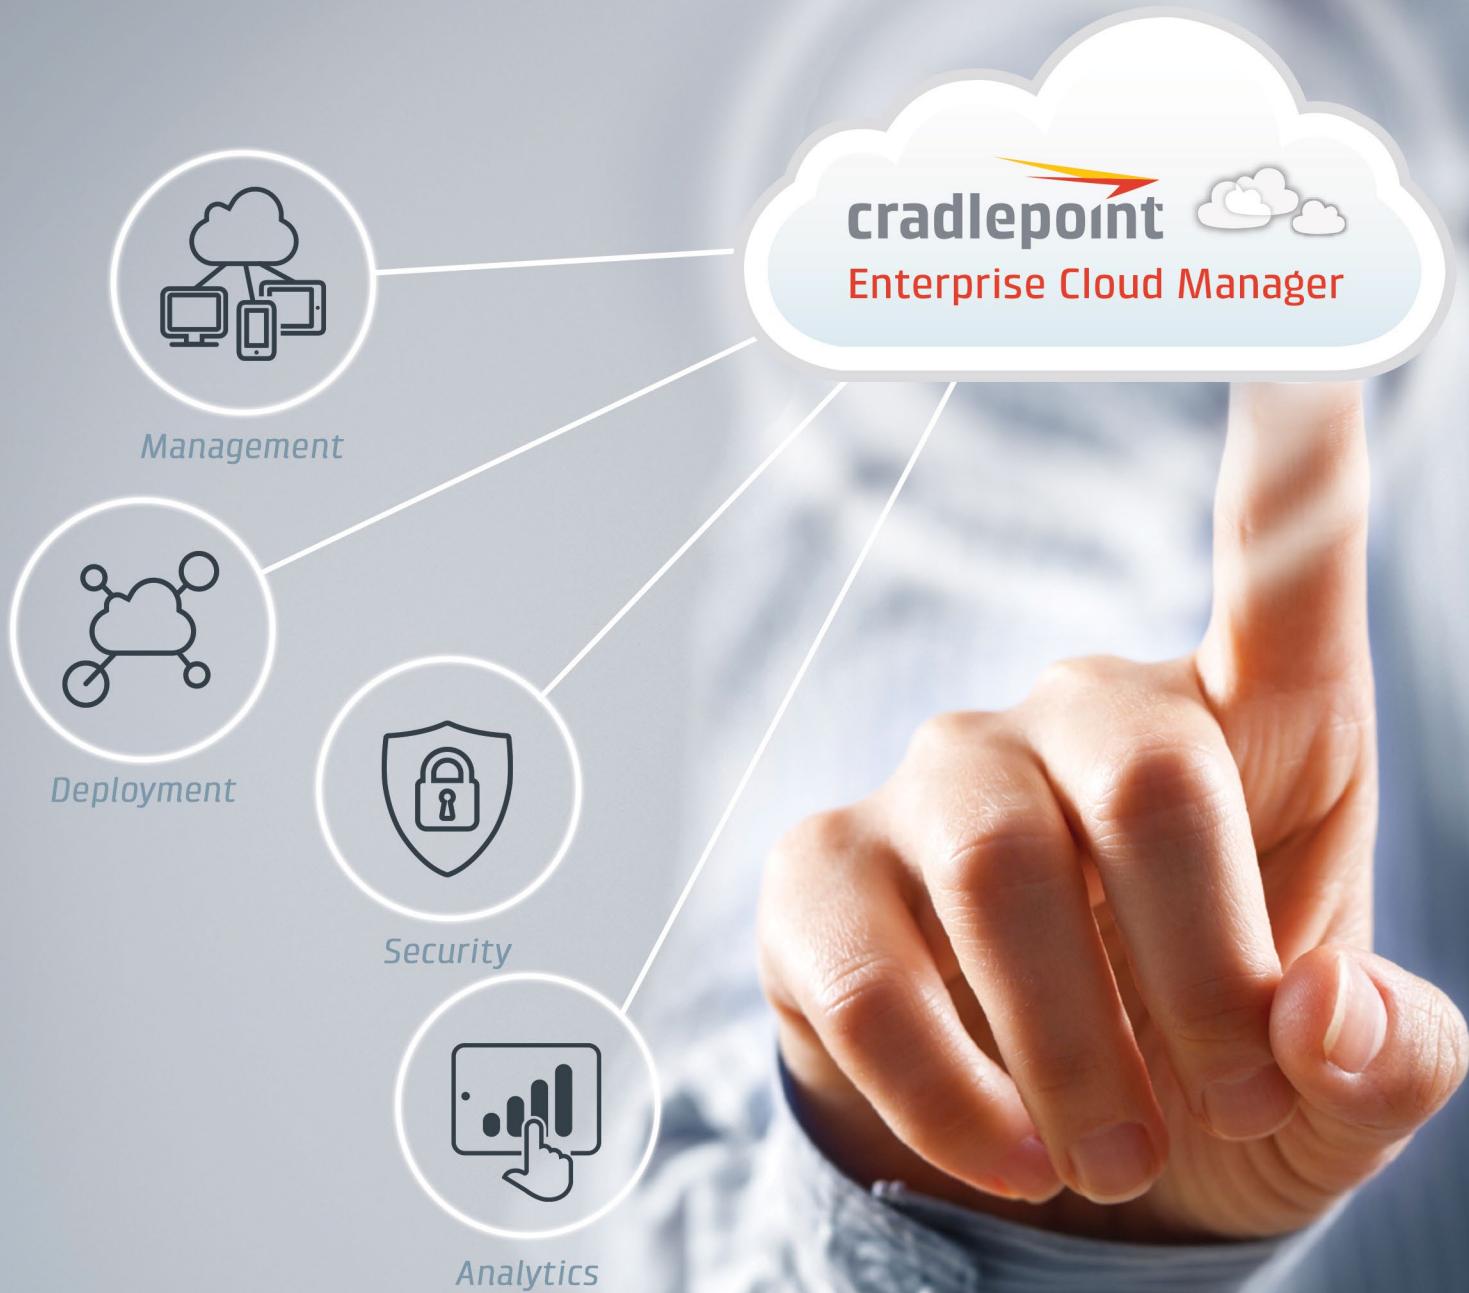 cradlepoint
Enterprise Cloud Manager
Management
Deployment
Security
Analytics